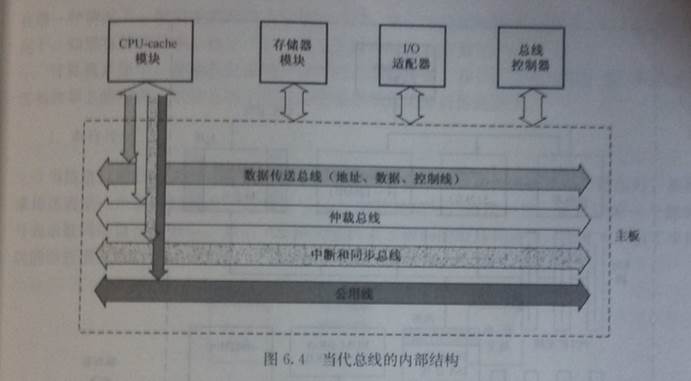 CPU-cache
模块
存储器
模块
I/O
适配器
总线
控制器
数据传送总线(地址、数据、控制线)
仲裁总线
中断和同步总线
公用线
主板
图 6.4 当代总线的内部结构